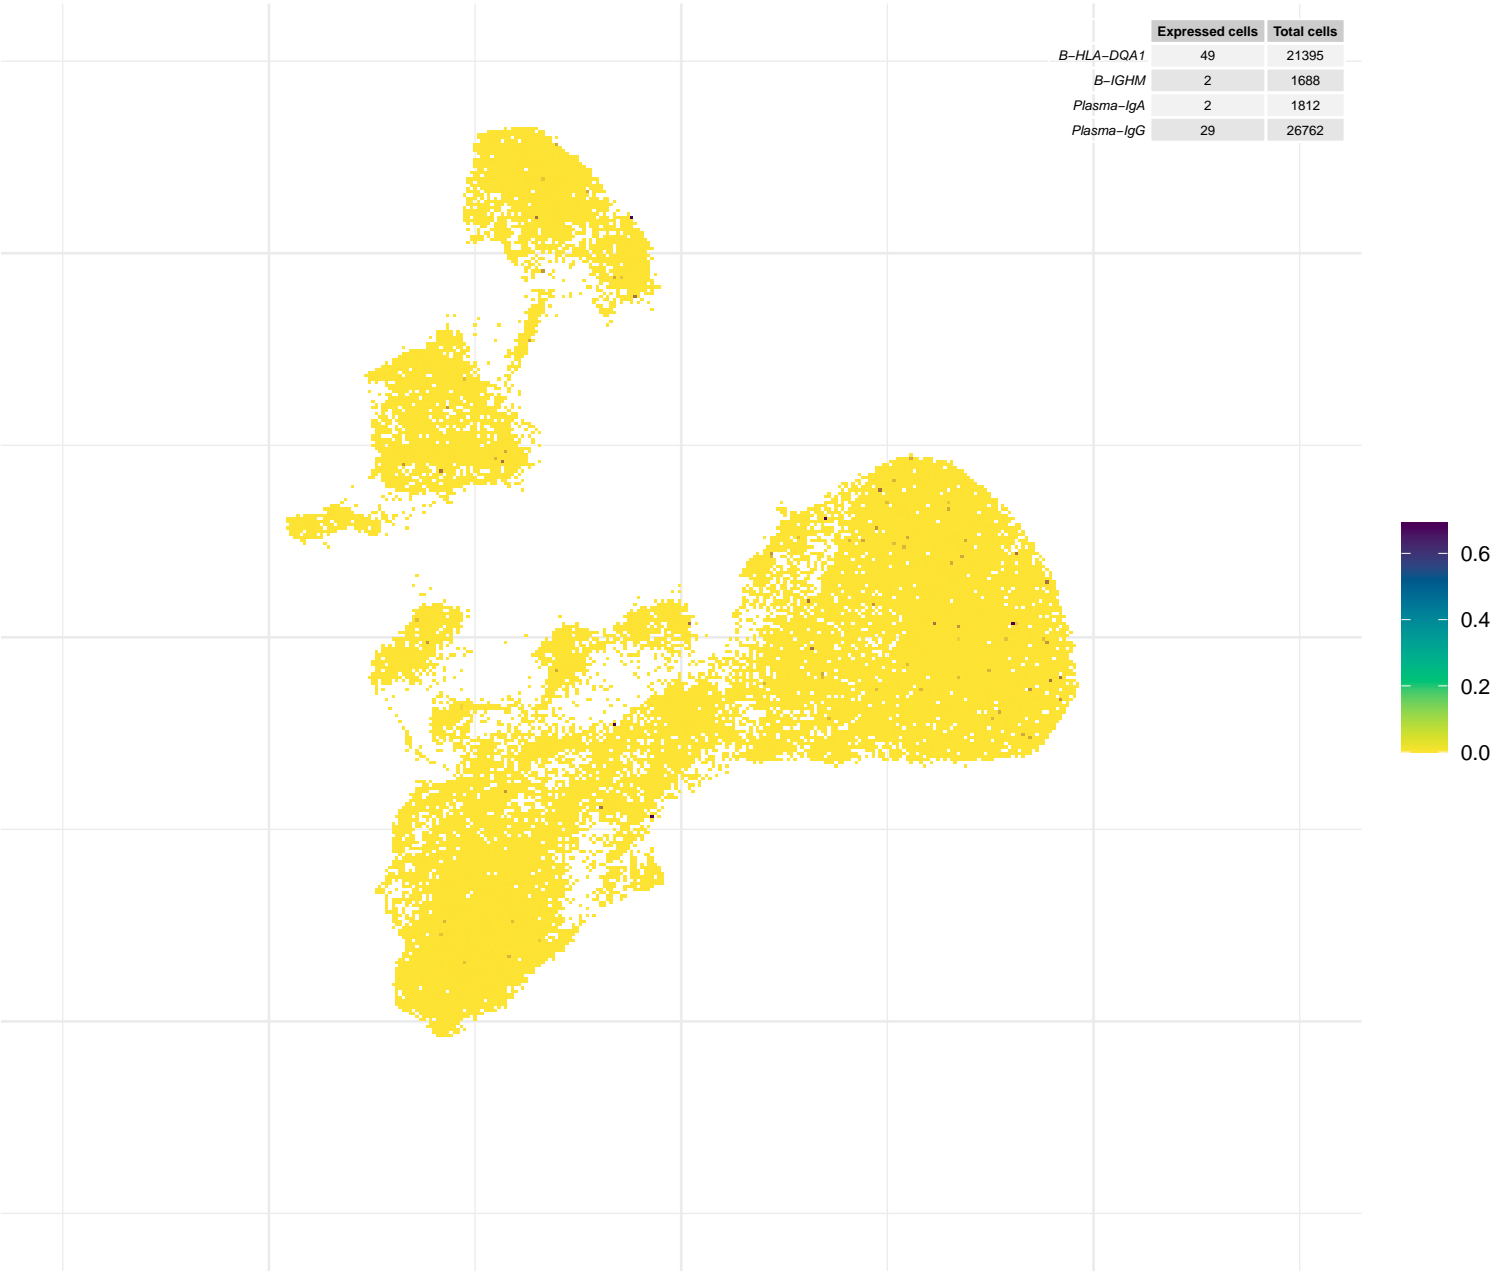 Expressed cells Total cells
B−HLA−DQA1 49 21395
B−IGHM 2 1688
Plasma−IgA 2 1812
Plasma−IgG 29 26762
0.6
0.4
0.2
0.0